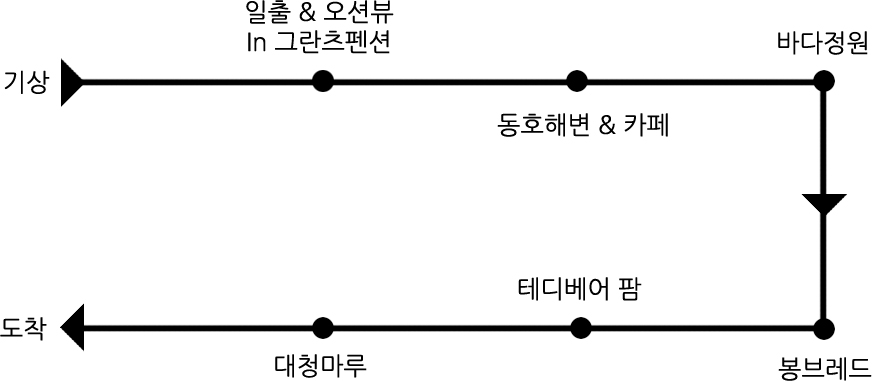 기상
일출 & 오션뷰
In 그란츠펜션
동호해변 & 카페
바다정원
봉브레드
테디베어 팜
대청마루
도착